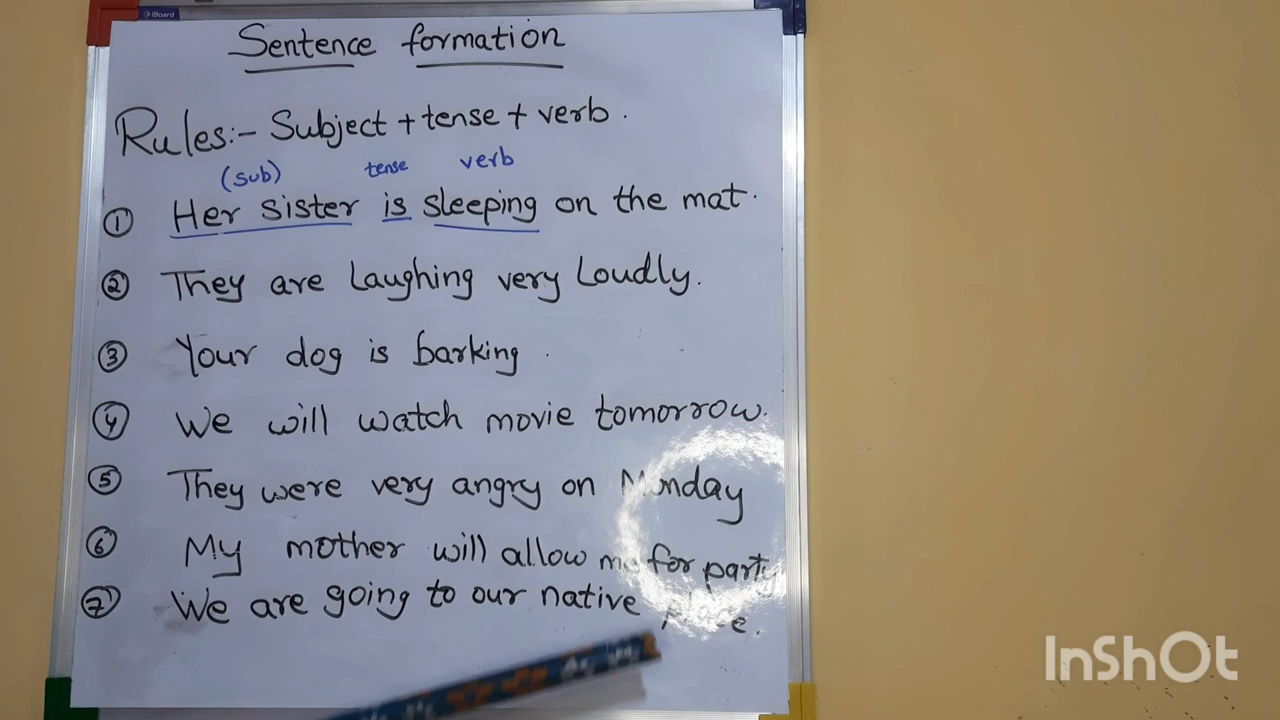 iBoard
Sentence formation
Rules:- Subject + tense + verb.
(sub) tense verb
① Her sister is sleeping on the mat.
② They are Laughing very Loudly.
③ Your dog is barking.
④ We will watch movie tomorrow.
⑤ They were very angry on Monday
⑥ My mother will allow me for party
⑦ We are going to our native place.
InShOt